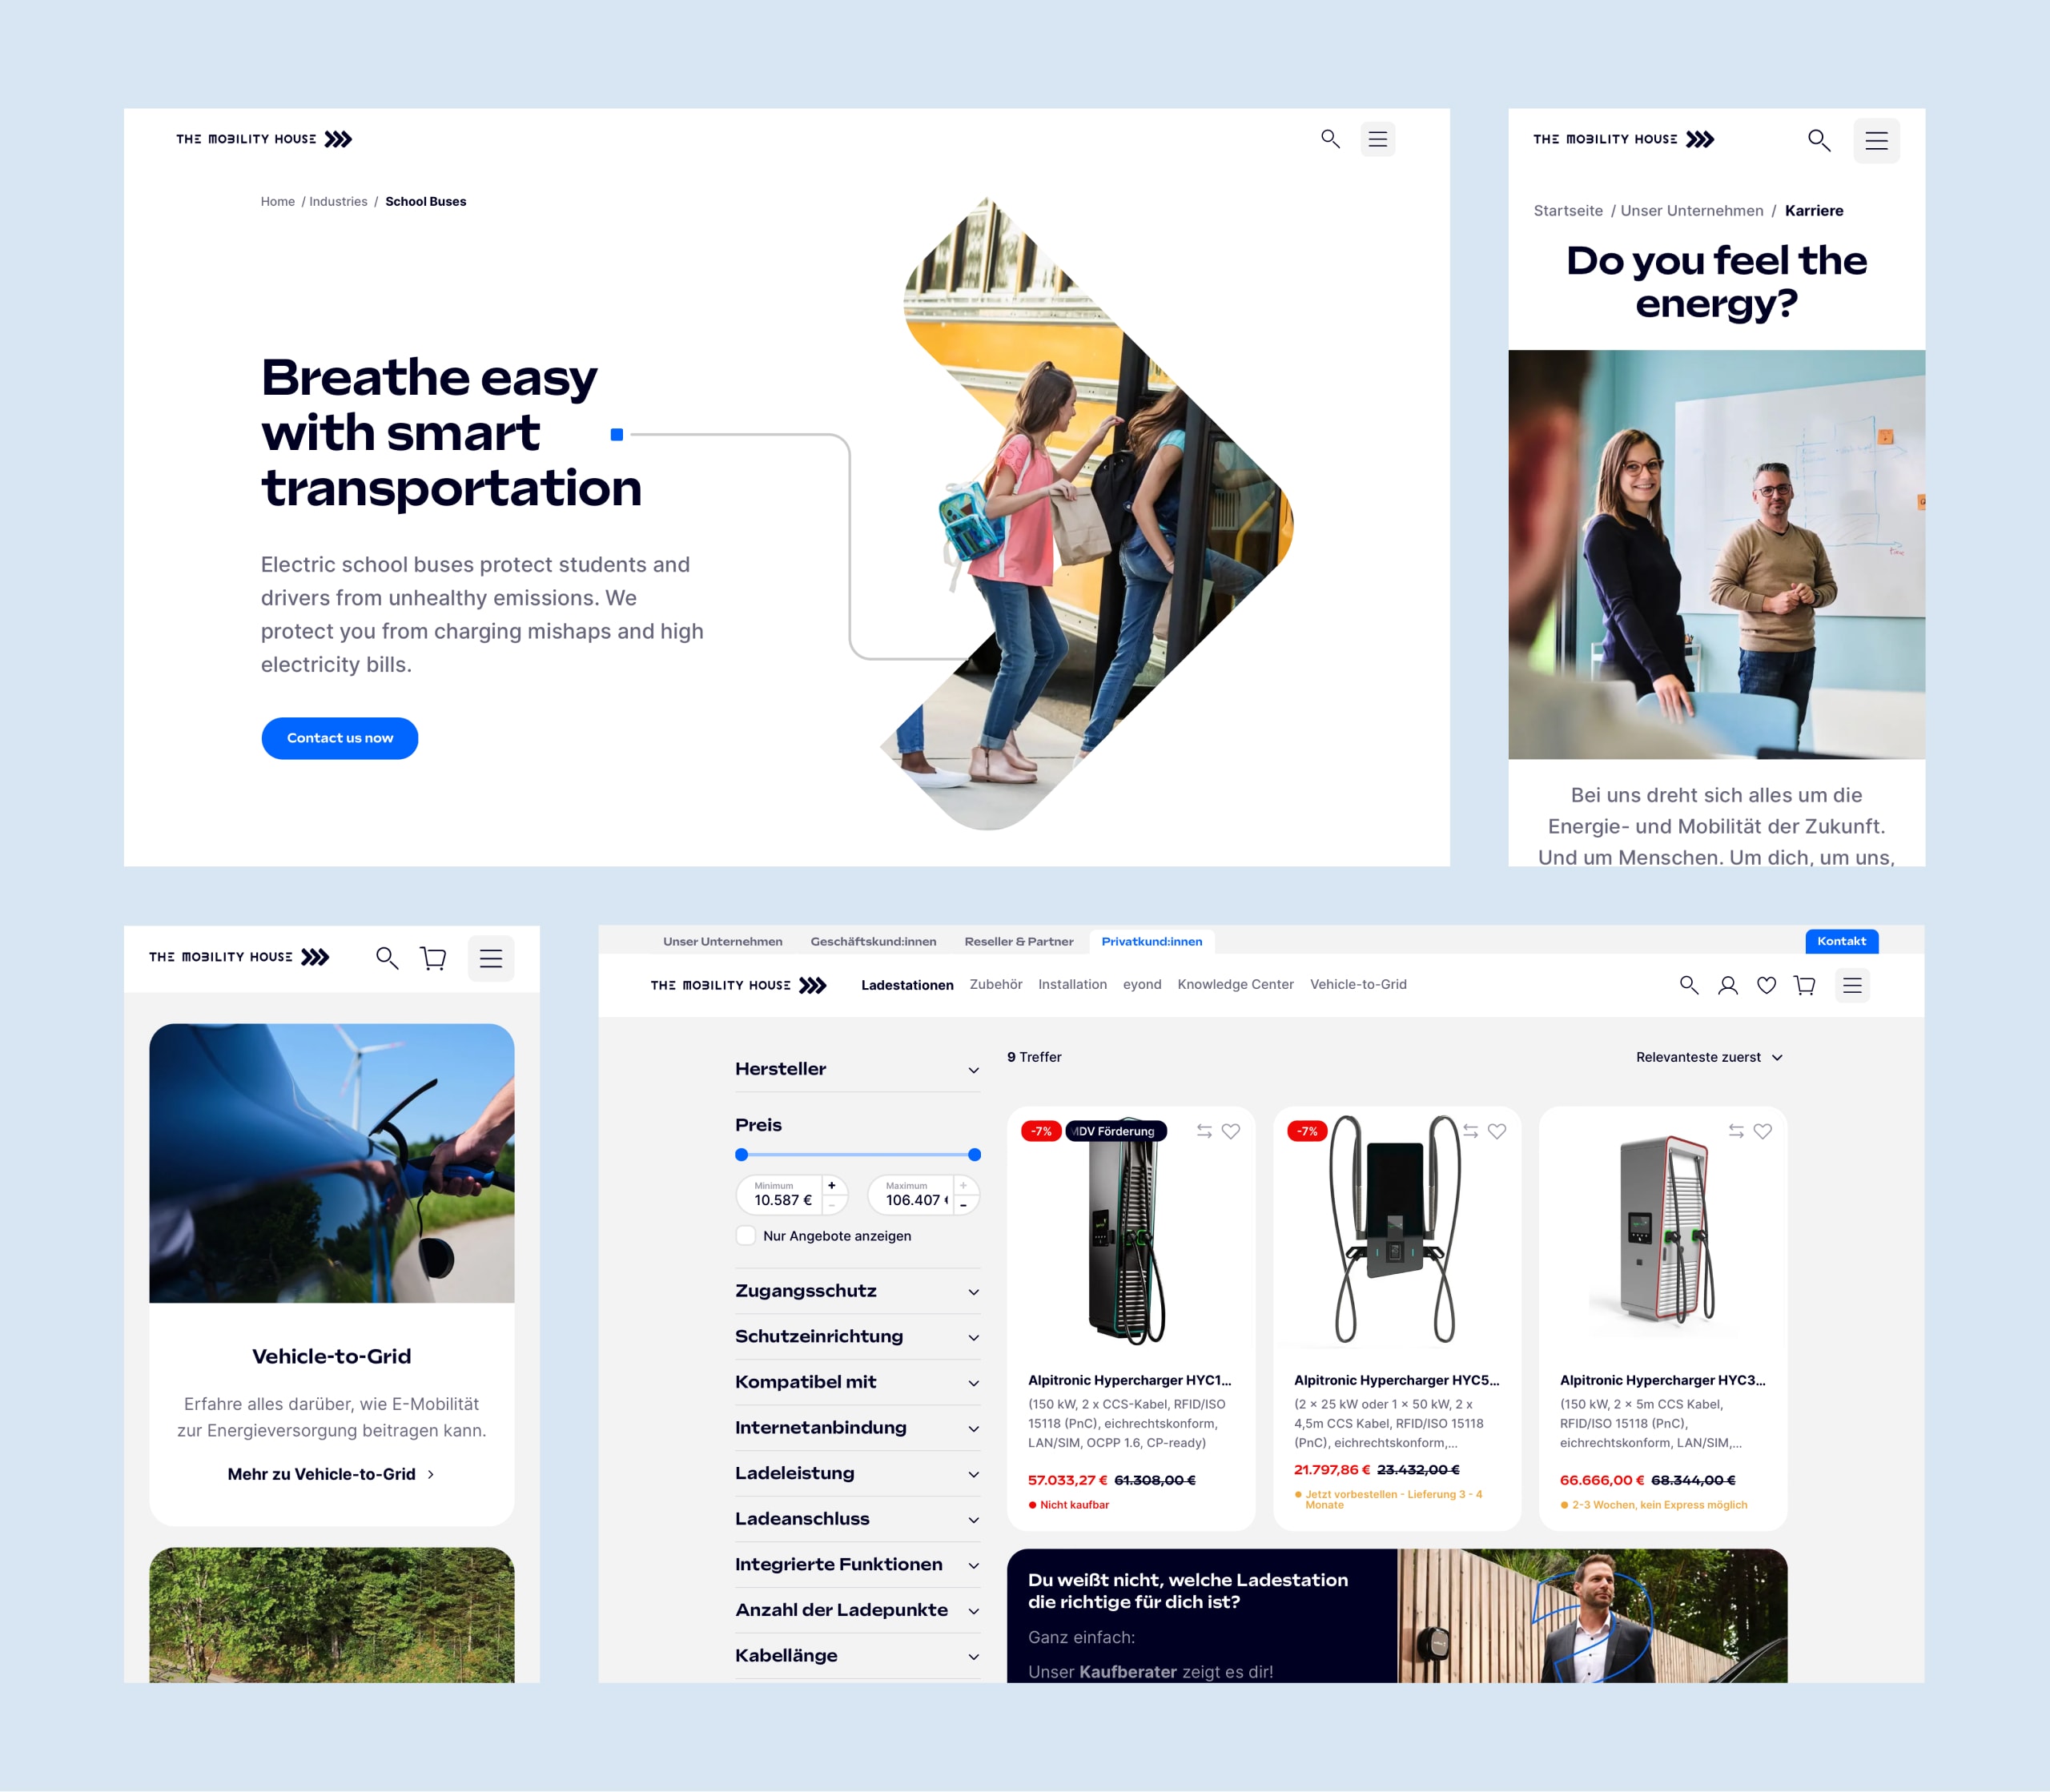 THE MOBILITY HOUSE
Home / Industries / School Buses
Breathe easy
with smart
transportation
Electric school buses protect students and
drivers from unhealthy emissions. We
protect you from charging mishaps and high
electricity bills.
Contact us now
THE MOBILITY HOUSE
Startseite / Unser Unternehmen / Karriere
Do you feel the
energy?
time
Bei uns dreht sich alles um die
Energie- und Mobilität der Zukunft.
Und um Menschen. Um dich, um uns,
THE MOBILITY HOUSE
Vehicle-to-Grid
Erfahre alles darüber, wie E-Mobilität
zur Energieversorgung beitragen kann.
Mehr zu Vehicle-to-Grid
Unser Unternehmen Geschäftskund:innen Reseller & Partner Privatkund:innen Kontakt
THE MOBILITY HOUSE Ladestationen Zubehör Installation eyond Knowledge Center Vehicle-to-Grid
Hersteller
Preis
Minimum
10.587 €
+
-
Maximum
106.407
+
-
Nur Angebote anzeigen
Zugangsschutz
Schutzeinrichtung
Kompatibel mit
Internetanbindung
Ladeleistung
Ladeanschluss
Integrierte Funktionen
Anzahl der Ladepunkte
Kabellänge
9 Treffer
Relevanteste zuerst
-7% MDV Förderung
Alpitronic Hypercharger HYC1...
(150 kW, 2 x CCS-Kabel, RFID/ISO
15118 (PnC), eichrechtskonform,
LAN/SIM, OCPP 1.6, CP-ready)
57.033,27 € 61.308,00 €
Nicht kaufbar
-7%
Alpitronic Hypercharger HYC5...
(2 x 25 kW oder 1 x 50 kW, 2 x
4,5m CCS Kabel, RFID/ISO 15118
(PnC), eichrechtskonform,...
21.797,86 € 23.432,00 €
Jetzt vorbestellen - Lieferung 3 - 4
Monate
Alpitronic Hypercharger HYC3...
(150 kW, 2 x 5m CCS Kabel,
RFID/ISO 15118 (PnC),
eichrechtskonform, LAN/SIM,...
66.666,00 € 68.344,00 €
2-3 Wochen, kein Express möglich
Du weißt nicht, welche Ladestation
die richtige für dich ist?
Ganz einfach:
Unser Kaufberater zeigt es dir!